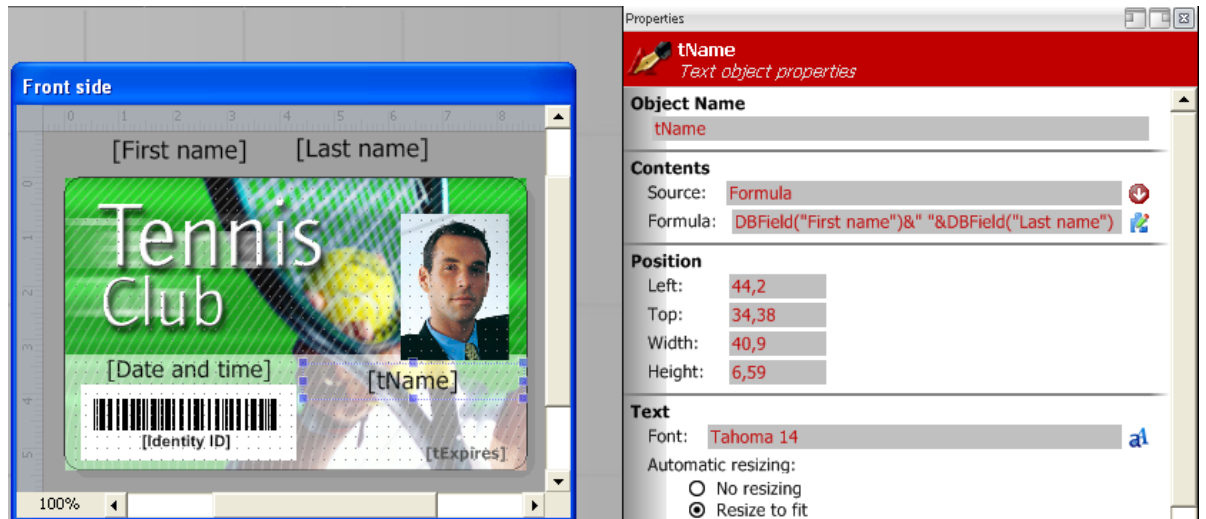 Front side
0 1 2 3 4 5 6 7 8
[First name] [Last name]
0
1
2
3
4
5
Tennis
Club
[Date and time]
[tName]
[Identity ID]
[tExpires]
100%
Properties
tName
Text object properties
Object Name
tName
Contents
Source: Formula
Formula: DBField("First name")&" "&DBField("Last name")
Position
Left: 44,2
Top: 34,38
Width: 40,9
Height: 6,59
Text
Font: Tahoma 14
Automatic resizing:
No resizing
Resize to fit